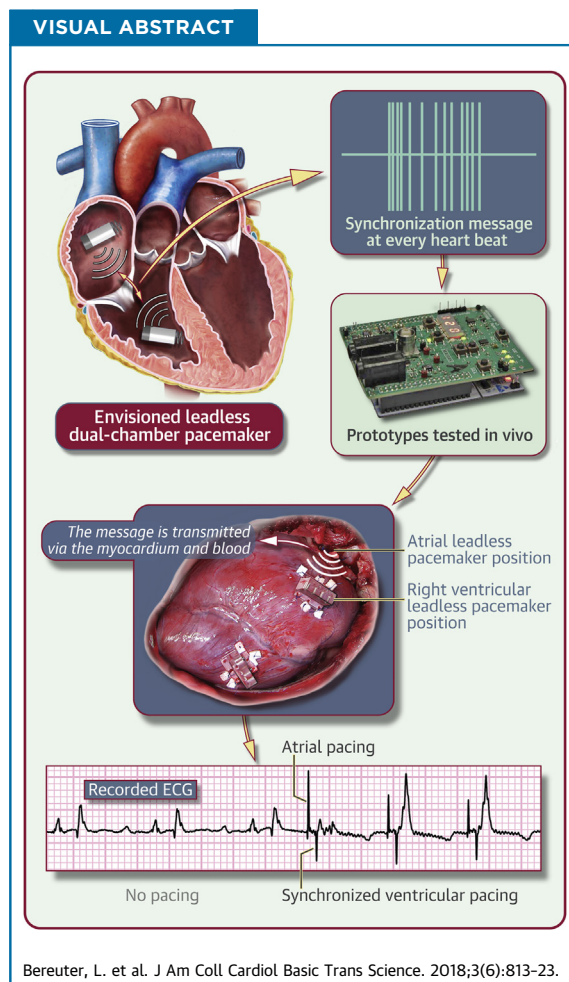 VISUAL ABSTRACT
Synchronization message
at every heart beat
Envisioned leadless
dual-chamber pacemaker
Prototypes tested in vivo
The message is transmitted
via the myocardium and blood
Atrial leadless
pacemaker position
Right ventricular
leadless pacemaker
position
Atrial pacing
Recorded ECG
No pacing
Synchronized ventricular pacing
Bereuter, L. et al. J Am Coll Cardiol Basic Trans Science. 2018;3(6):813–23.